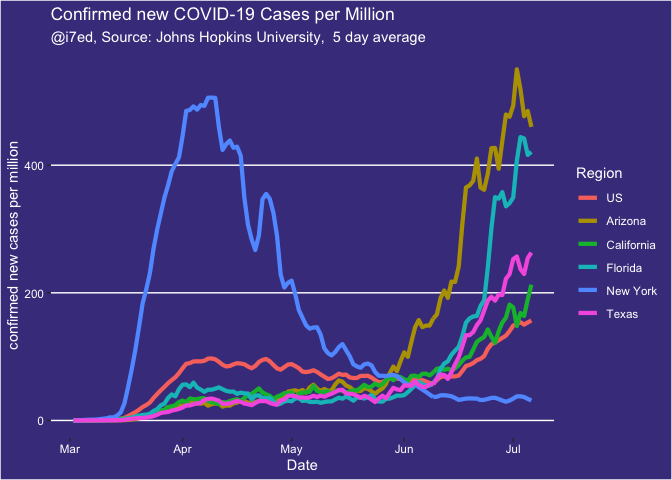 Confirmed new COVID-19 Cases per Million
@i7ed, Source: Johns Hopkins University,  5 day average
confirmed new cases per million
400
200
0
Mar
Apr
May
Jun
Jul
Date
Region
US
Arizona
California
Florida
New York
Texas